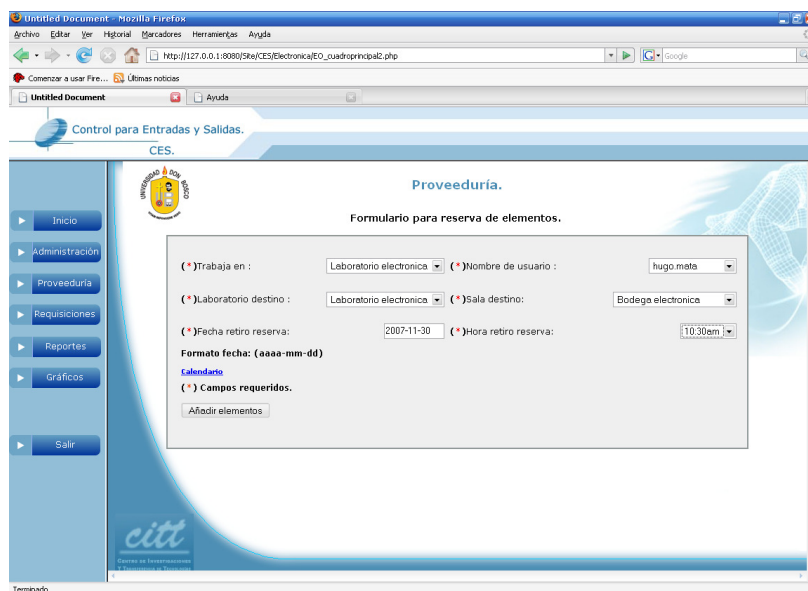 Untitled Document - Mozilla Firefox
Archivo Editar Ver Historial Marcadores Herramientas Ayuda
http://127.0.0.1:8080/Site/CES/Electronica/EO_cuadroprincipal2.php
Google
Comenzar a usar Fire... Últimas noticias
Untitled Document Ayuda
Control para Entradas y Salidas.
CES.
UNIVERSIDAD DON BOSCO
Proveeduría.
Formulario para reserva de elementos.
Inicio
Administración
Proveeduría
Requisiciones
Reportes
Gráficos
Salir
(*)Trabaja en : Laboratorio electronica (*)Nombre de usuario : hugo.mata
(*)Laboratorio destino : Laboratorio electronica (*)Sala destino: Bodega electronica
(*)Fecha retiro reserva: 2007-11-30 (*)Hora retiro reserva: 10:30am
Formato fecha: (aaaa-mm-dd)
Calendario
(*) Campos requeridos.
Añadir elementos
citt
Terminado